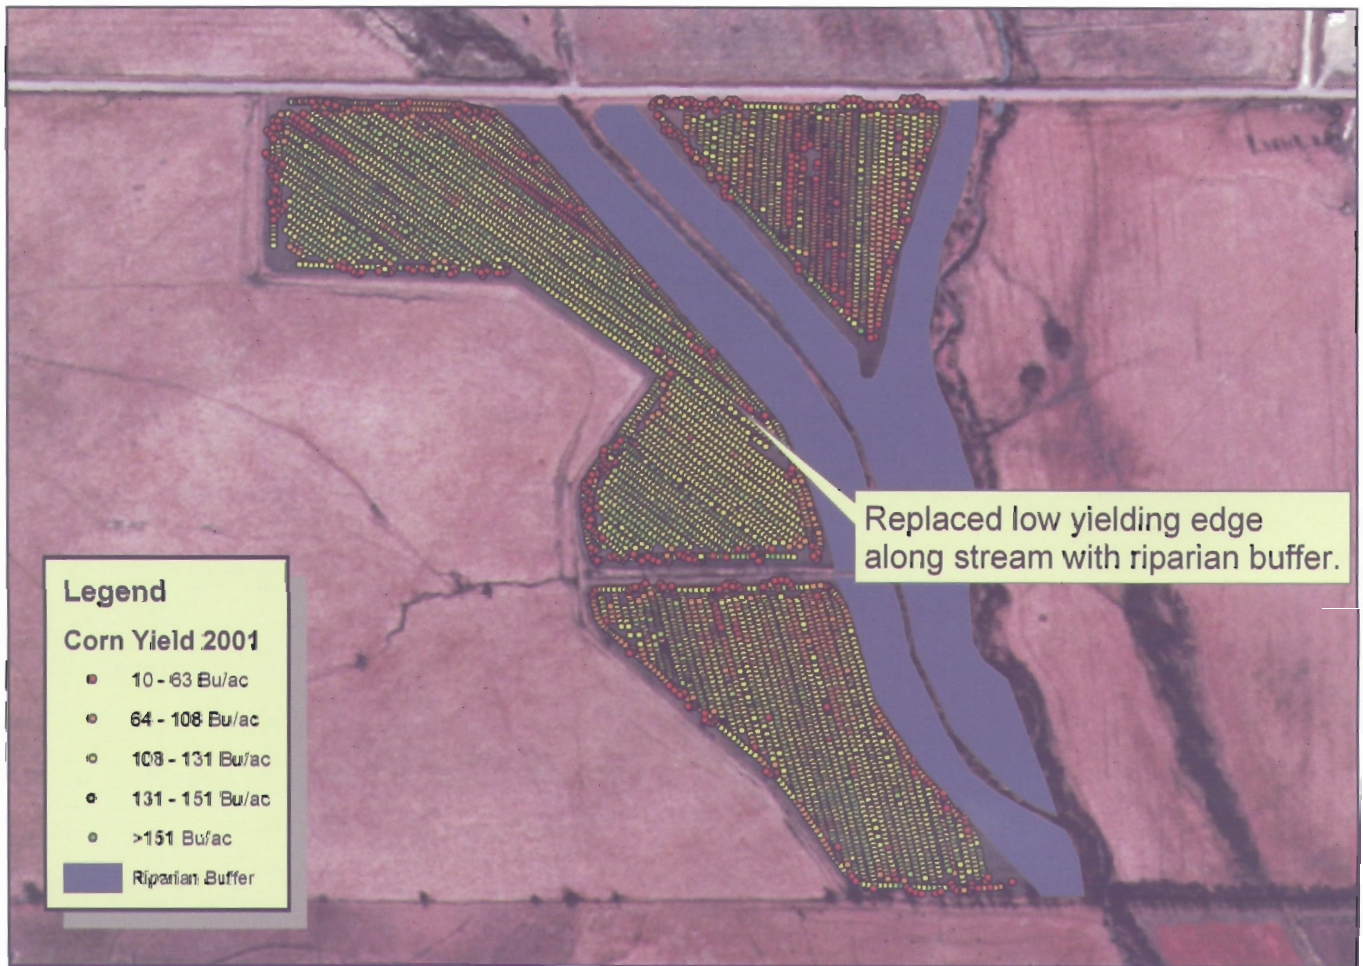 Replaced low yielding edge
along stream with riparian buffer.
Legend
Corn Yield 2001
10 - 63 Bu/ac
64 - 108 Bu/ac
108 - 131 Bu/ac
131 - 151 Bu/ac
>151 Bu/ac
Riparian Buffer